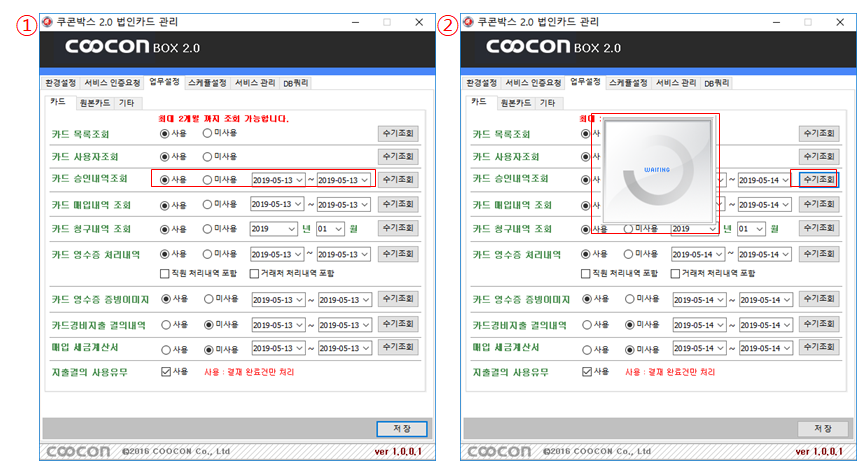 ① 쿠콘박스 2.0 법인카드 관리
COOCON BOX 2.0
환경설정 서비스 인증요청 업무설정 스케쥴설정 서비스 관리 DB쿼리
카드 원본카드 기타
최대 2개월 까지 조회 가능합니다.
카드 목록조회 사용 미사용 수기조회
카드 사용자조회 사용 수기조회
카드 승인내역조회 사용 미사용 2019-05-13 ~ 2019-05-13 수기조회
카드 매입내역 조회 사용 미사용 2019-05-13 ~ 2019-05-13 수기조회
카드 청구내역 조회 사용 미사용 2019 년 01 월 수기조회
카드 영수증 처리내역 사용 미사용 2019-05-13 ~ 2019-05-13 수기조회
직원 처리내역 포함 거래처 처리내역 포함
카드 영수증 증빙이미지 사용 미사용 2019-05-13 ~ 2019-05-13 수기조회
카드경비지출 결의내역 사용 미사용 2019-05-13 ~ 2019-05-13 수기조회
매입 세금계산서 사용 미사용 2019-05-13 ~ 2019-05-13 수기조회
지출결의 사용유무 사용 사용 : 결재 완료건만 처리
저장
COOCON ©2016 COOCON Co., Ltd ver 1.0.0.1
② 쿠콘박스 2.0 법인카드 관리
COOCON BOX 2.0
환경설정 서비스 인증요청 업무설정 스케쥴설정 서비스 관리 DB쿼리
카드 원본카드 기타
최대
카드 목록조회 수기조회
카드 사용자조회 수기조회
WAITING
카드 승인내역조회 ~ 2019-05-14 수기조회
카드 매입내역 조회 ~ 2019-05-14 수기조회
카드 청구내역 조회 사용 미사용 2019 년 01 월 수기조회
카드 영수증 처리내역 사용 미사용 2019-05-14 ~ 2019-05-14 수기조회
직원 처리내역 포함 거래처 처리내역 포함
카드 영수증 증빙이미지 사용 미사용 2019-05-14 ~ 2019-05-14 수기조회
카드경비지출 결의내역 사용 미사용 2019-05-14 ~ 2019-05-14 수기조회
매입 세금계산서 사용 미사용 2019-05-14 ~ 2019-05-14 수기조회
지출결의 사용유무 사용 사용 : 결재 완료건만 처리
저장
COOCON ©2016 COOCON Co., Ltd ver 1.0.0.1